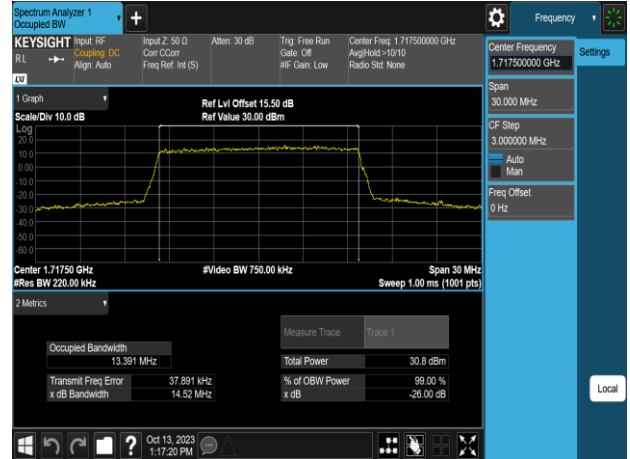 Spectrum Analyzer 1
Occupied BW
+
Frequency
KEYSIGHT
R L
LXI
Input: RF
Coupling: DC
Align: Auto
Input Z: 50 Ω
Corr CCorr
Freq Ref: Int (S)
Atten: 30 dB
Trig: Free Run
Gate: Off
#IF Gain: Low
Center Freq: 1.717500000 GHz
Avg|Hold:>10/10
Radio Std: None
Center Frequency
1.717500000 GHz
Settings
Span
30.000 MHz
CF Step
3.000000 MHz
Auto
Man
Freq Offset
0 Hz
1 Graph
Scale/Div 10.0 dB
Ref Lvl Offset 15.50 dB
Ref Value 30.00 dBm
Log
20.0
10.0
0.00
-10.0
-20.0
-30.0
-40.0
-50.0
-60.0
Center 1.71750 GHz
#Res BW 220.00 kHz
#Video BW 750.00 kHz
Span 30 MHz
Sweep 1.00 ms (1001 pts)
2 Metrics
Measure Trace Trace 1
Occupied Bandwidth
13.391 MHz
Total Power 30.8 dBm
Transmit Freq Error 37.891 kHz
% of OBW Power 99.00 %
x dB Bandwidth 14.52 MHz
x dB -26.00 dB
Local
?
Oct 13, 2023
1:17:20 PM